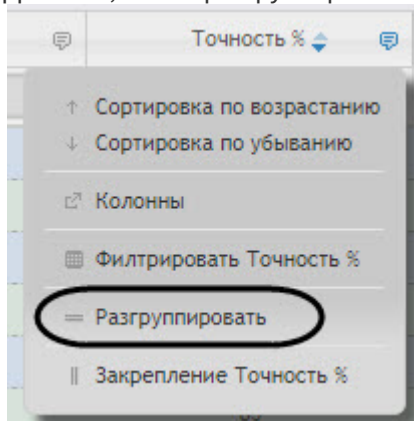 Точность %
Сортировка по возрастанию
Сортировка по убыванию
Колонны
Филтрировать Точность %
Разгруппировать
Закрепление Точность %